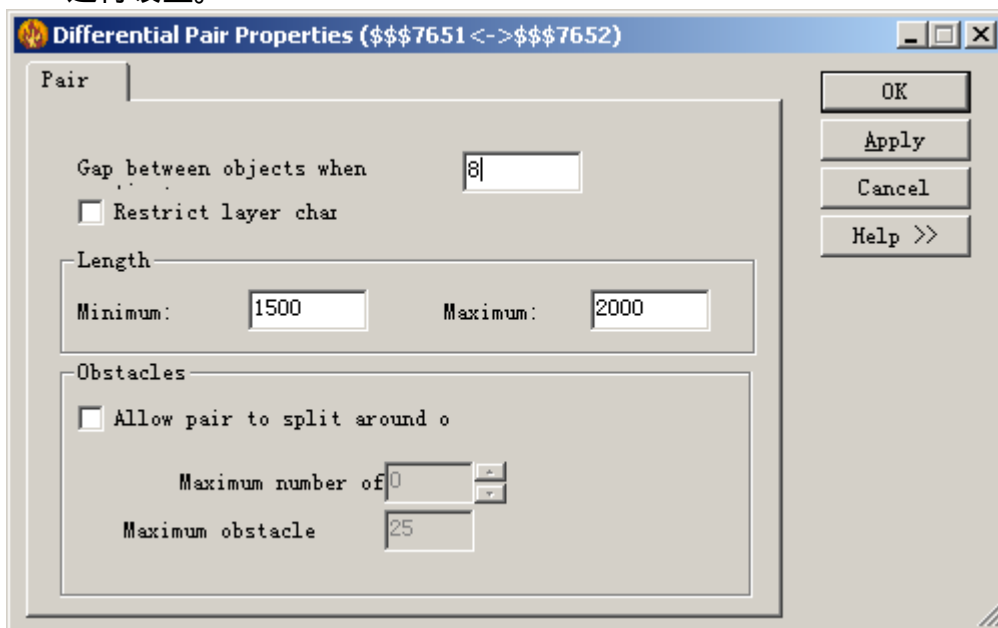 Differential Pair Properties ($$$7651<->$$$7652)
Pair
OK
Apply
Cancel
Help >>
Gap between objects when
8
Restrict layer char
Length
Minimum:
1500
Maximum:
2000
Obstacles
Allow pair to split around o
Maximum number of
0
Maximum obstacle
25